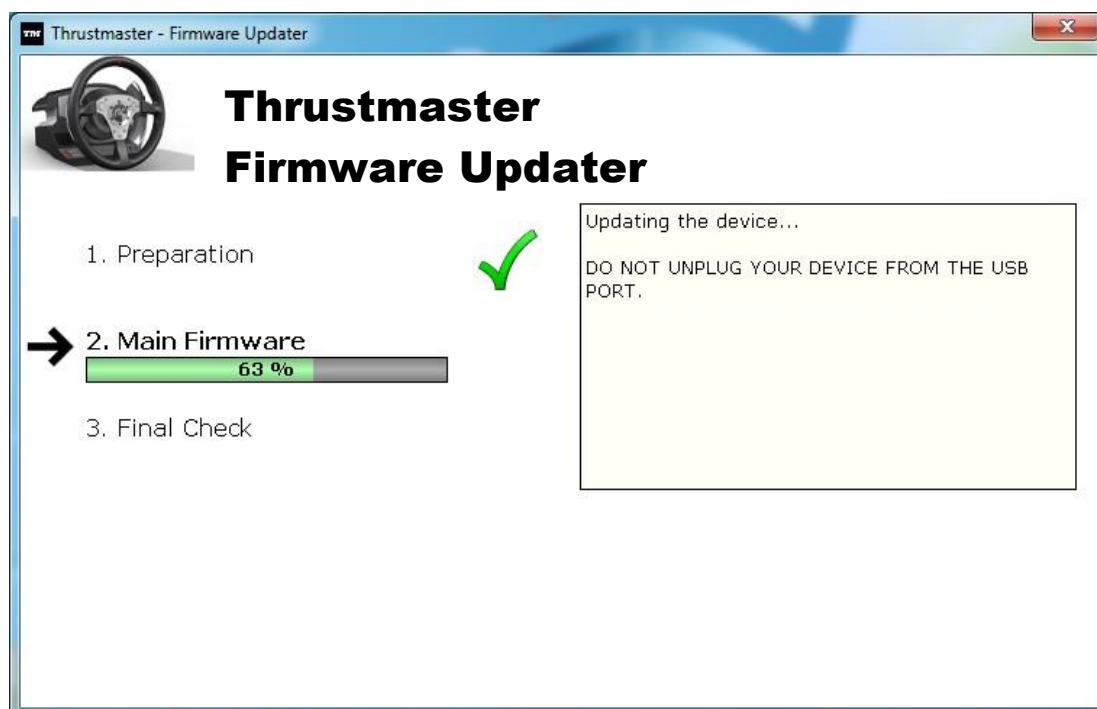 TM Thrustmaster - Firmware Updater
Thrustmaster
Firmware Updater
1. Preparation
2. Main Firmware
63 %
3. Final Check
Updating the device...
DO NOT UNPLUG YOUR DEVICE FROM THE USB
PORT.